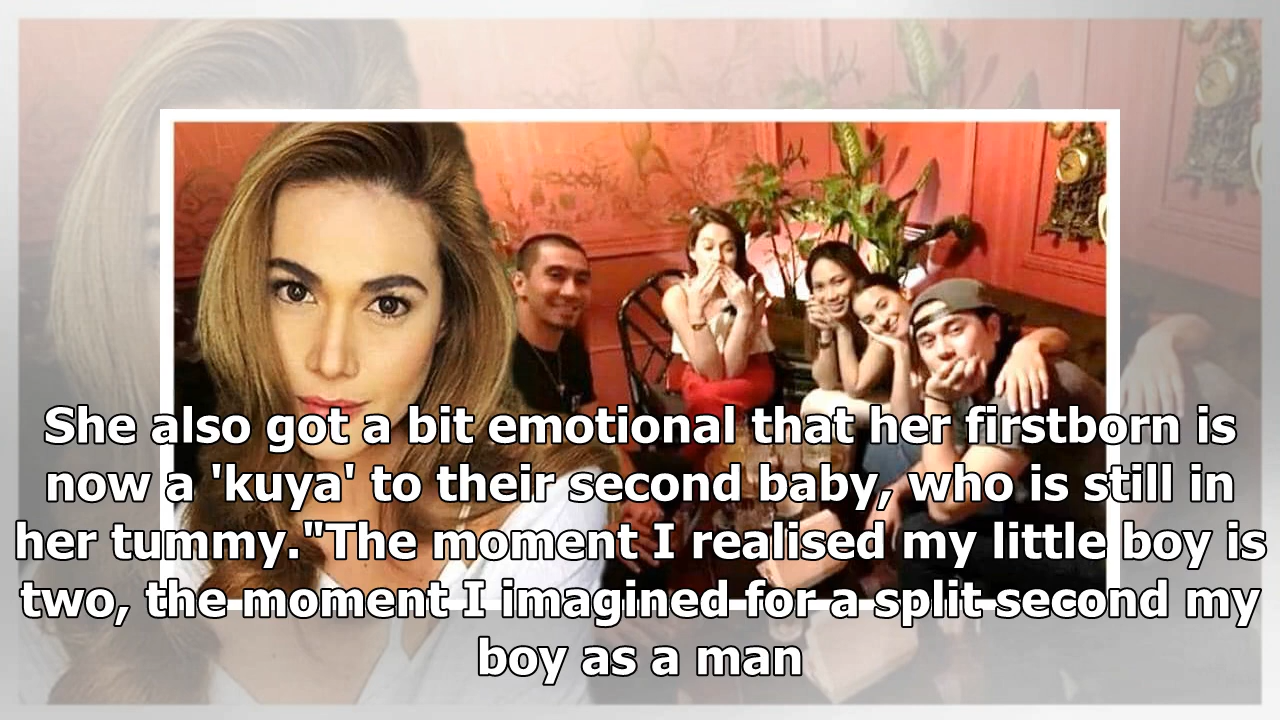 She also got a bit emotional that her firstborn is
now a 'kuya' to their second baby, who is still in
her tummy."The moment I realised my little boy is
two, the moment I imagined for a split second my
boy as a man